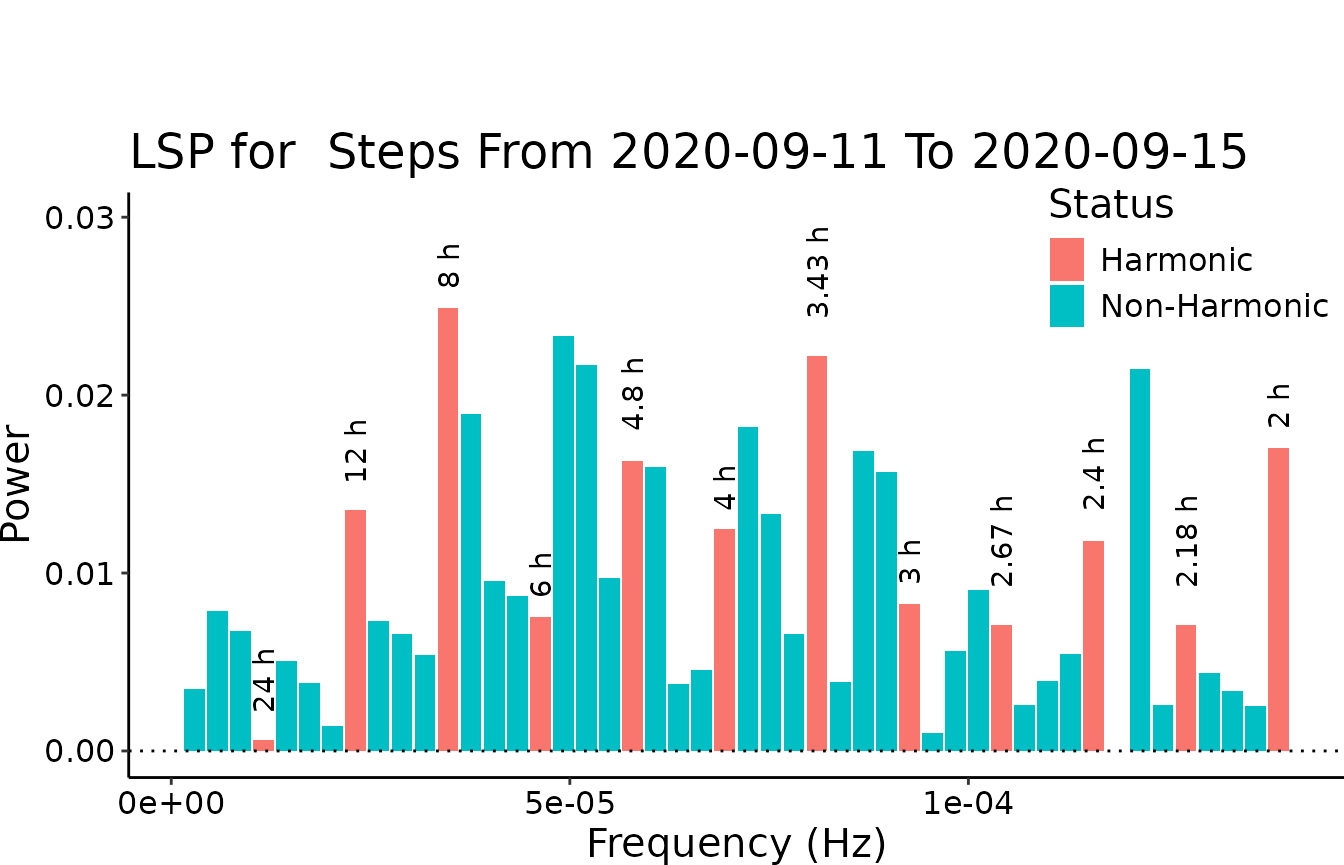 LSP for  Steps From 2020-09-11 To 2020-09-15
Status
Harmonic
Non-Harmonic
Power
0.03
0.02
0.01
0.00
24 h
12 h
8 h
6 h
4.8 h
4 h
3.43 h
3 h
2.67 h
2.4 h
2.18 h
2 h
0e+00
5e-05
1e-04
Frequency (Hz)